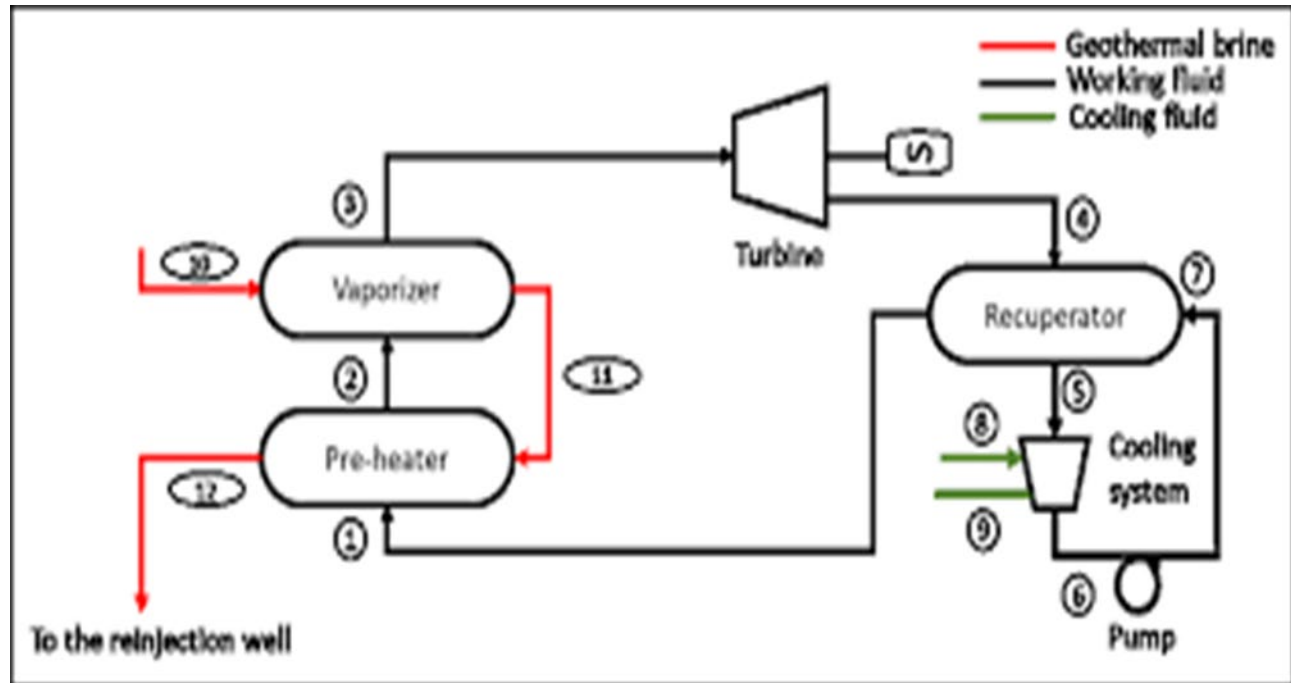 Geothermal brine
Working fluid
Cooling fluid
3
4
Turbine
10
Vaporizer
7
Recuperator
2
11
5
8
Cooling
system
Pre-heater
12
1
9
6
Pump
To the reinjection well